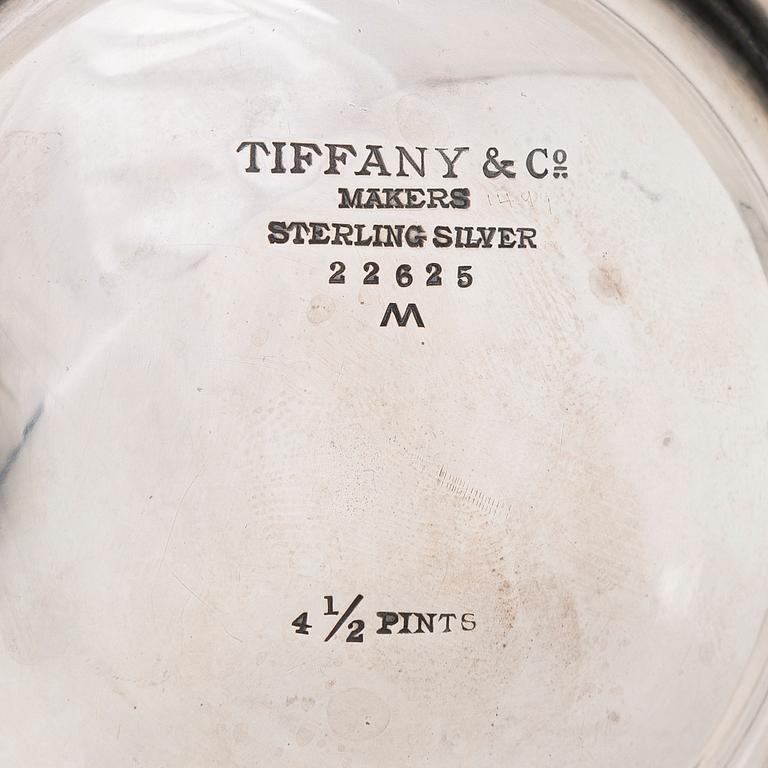 TIFFANY & Cº
MAKERS
STERLING SILVER
22625
M
4 1/2 PINTS